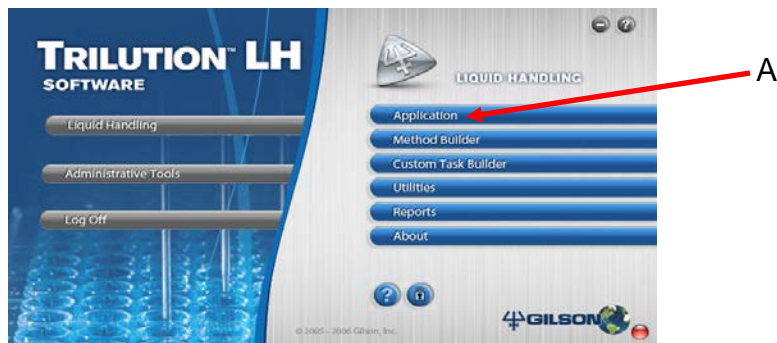 TRILUTION™ LH
SOFTWARE
Liquid Handling
Administrative Tools
Log Off
LIQUID HANDLING
Application
Method Builder
Custom Task Builder
Utilities
Reports
About
A
© 2005 - 2006 Gilson, Inc.
GILSON